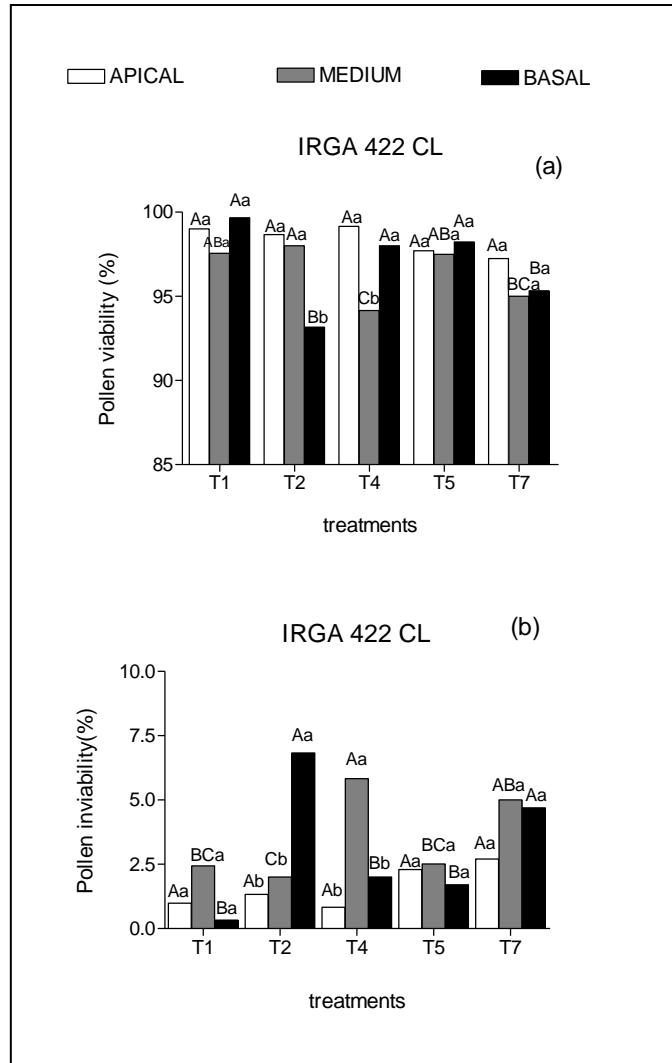 APICAL MEDIUM BASAL
IRGA 422 CL
(a)
Pollen viability (%)
100
95
90
85
Aa ABa Aa
Aa Aa Bb
Aa Cb Aa
Aa ABa Aa
Aa BCa Ba
T1 T2 T4 T5 T7
treatments
IRGA 422 CL
(b)
Pollen inviability(%)
10.0
7.5
5.0
2.5
0.0
Aa BCa Ba
Ab Cb Aa
Ab Aa Bb
Aa BCa Ba
Aa ABa Aa
T1 T2 T4 T5 T7
treatments